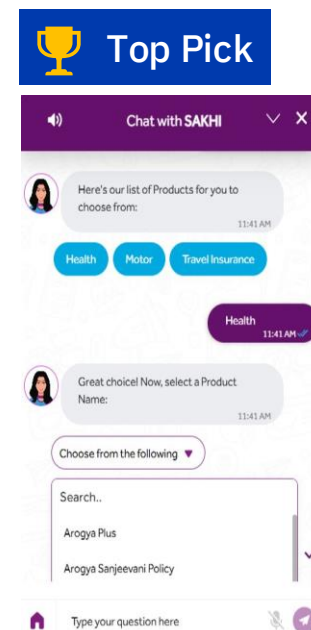 Top Pick
Chat with SAKHI
Here's our list of Products for you to
choose from:
11:41 AM
Health
Motor
Travel Insurance
Health
11:41 AM
Great choice! Now, select a Product
Name:
11:41 AM
Choose from the following
Search..
Arogya Plus
Arogya Sanjeevani Policy
Type your question here